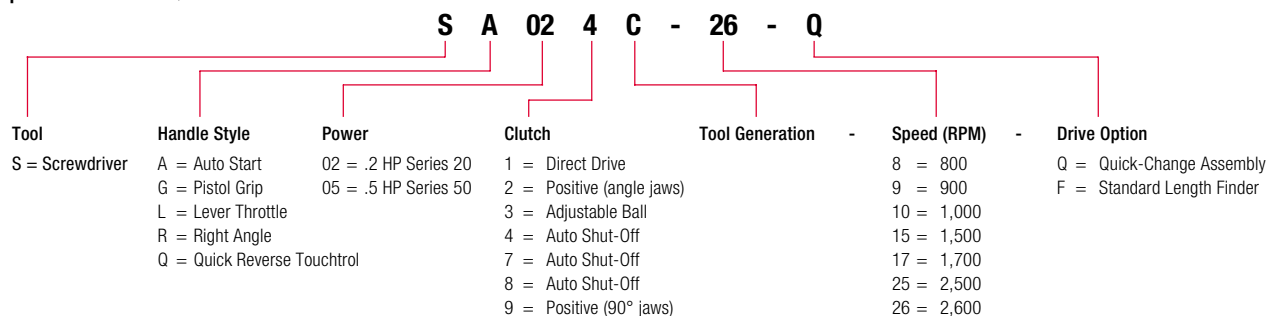 S A 02 4 C - 26 - Q
Tool Handle Style Power Clutch Tool Generation - Speed (RPM) - Drive Option
S = Screwdriver A = Auto Start 02 = .2 HP Series 20 1 = Direct Drive 8 = 800 Q = Quick-Change Assembly
G = Pistol Grip 05 = .5 HP Series 50 2 = Positive (angle jaws) 9 = 900 F = Standard Length Finder
L = Lever Throttle 3 = Adjustable Ball 10 = 1,000
R = Right Angle 4 = Auto Shut-Off 15 = 1,500
Q = Quick Reverse Touchtrol 7 = Auto Shut-Off 17 = 1,700
8 = Auto Shut-Off 25 = 2,500
9 = Positive (90° jaws) 26 = 2,600